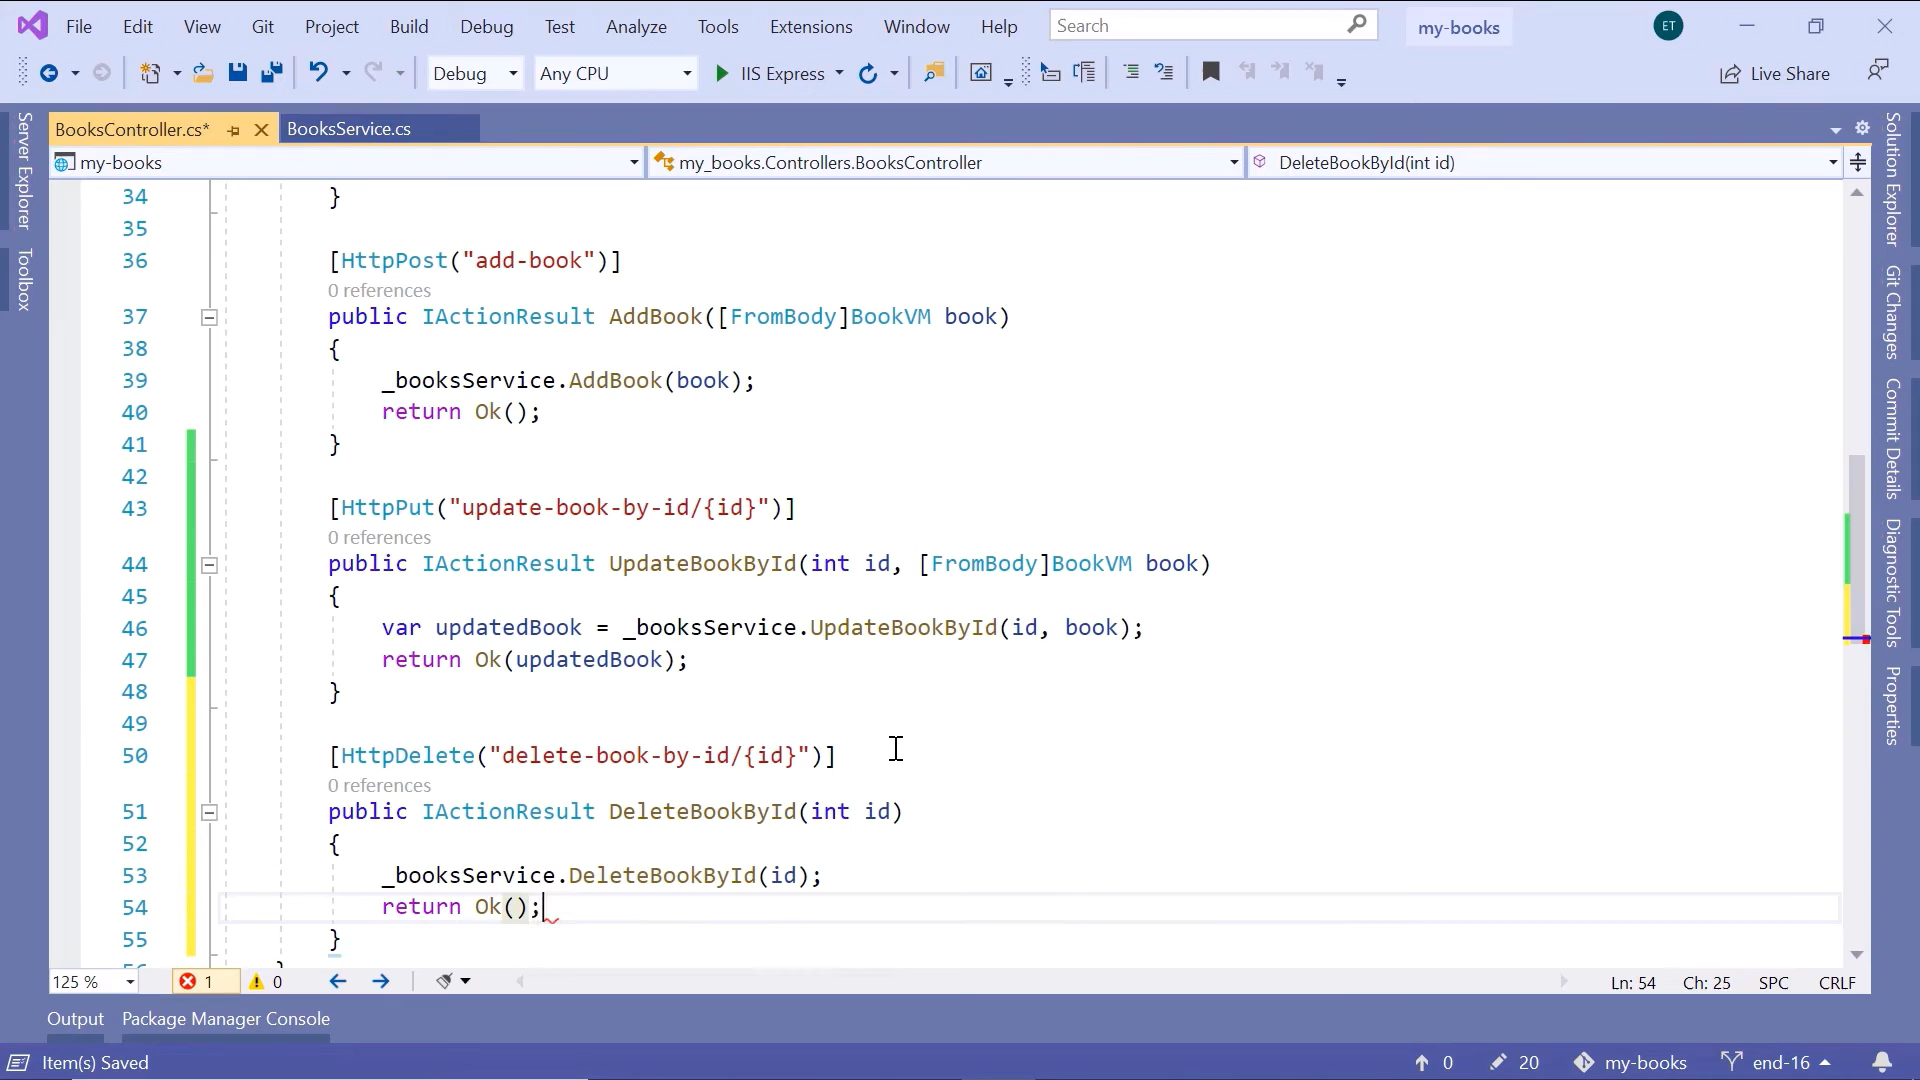 File Edit View Git Project Build Debug Test Analyze Tools Extensions Window Help Search my-books ET
Debug Any CPU IIS Express Live Share
BooksController.cs* BooksService.cs
my-books my_books.Controllers.BooksController DeleteBookById(int id)
Server Explorer
Toolbox
34 }
35
36 [HttpPost("add-book")]
0 references
37 public IActionResult AddBook([FromBody]BookVM book)
38 {
39 _booksService.AddBook(book);
40 return Ok();
41 }
42
43 [HttpPut("update-book-by-id/{id}")]
0 references
44 public IActionResult UpdateBookById(int id, [FromBody]BookVM book)
45 {
46 var updatedBook = _booksService.UpdateBookById(id, book);
47 return Ok(updatedBook);
48 }
49
50 [HttpDelete("delete-book-by-id/{id}")]
0 references
51 public IActionResult DeleteBookById(int id)
52 {
53 _booksService.DeleteBookById(id);
54 return Ok();
55 }
Solution Explorer
Git Changes
Commit Details
Diagnostic Tools
Properties
125 % 1 0 Ln: 54 Ch: 25 SPC CRLF
Output Package Manager Console
Item(s) Saved 0 20 my-books end-16